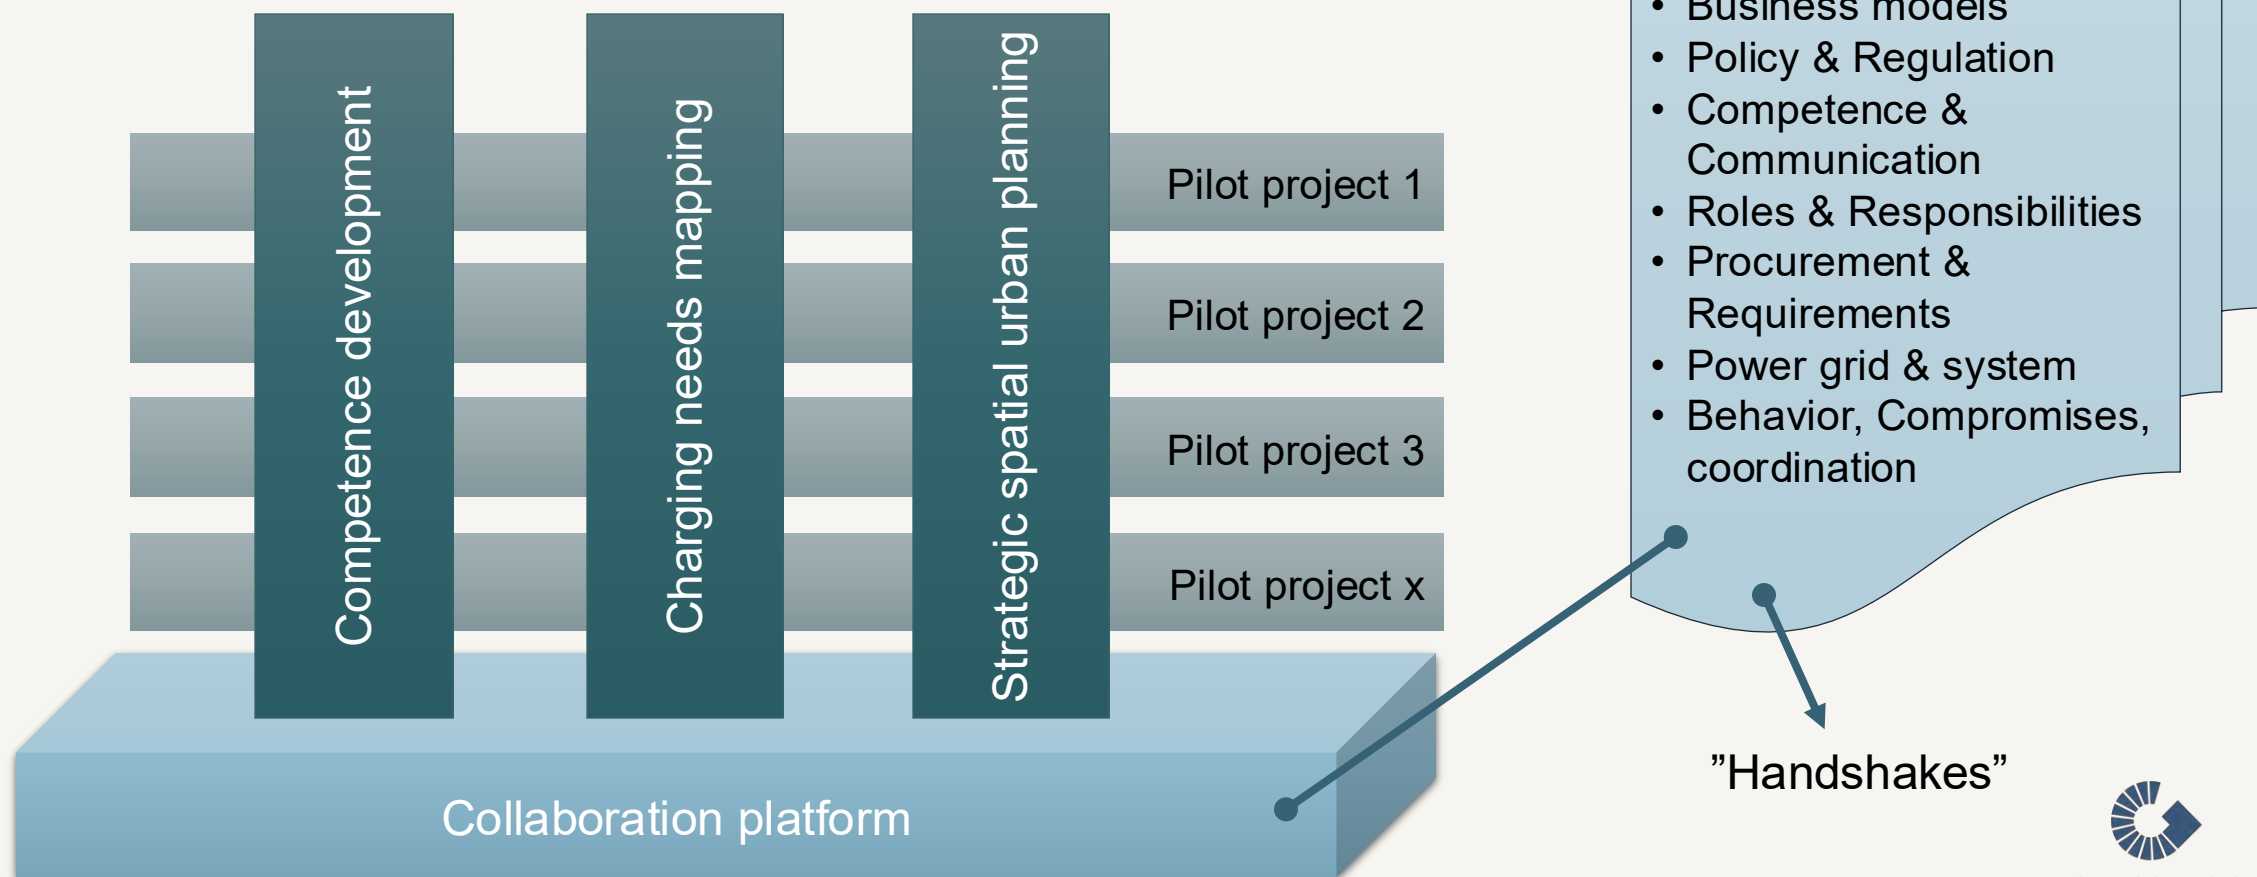 Competence development
Charging needs mapping
Strategic spatial urban planning
Pilot project 1
Pilot project 2
Pilot project 3
Pilot project x
Collaboration platform
• Business models
• Policy & Regulation
• Competence &
Communication
• Roles & Responsibilities
• Procurement &
Requirements
• Power grid & system
• Behavior, Compromises,
coordination
”Handshakes”